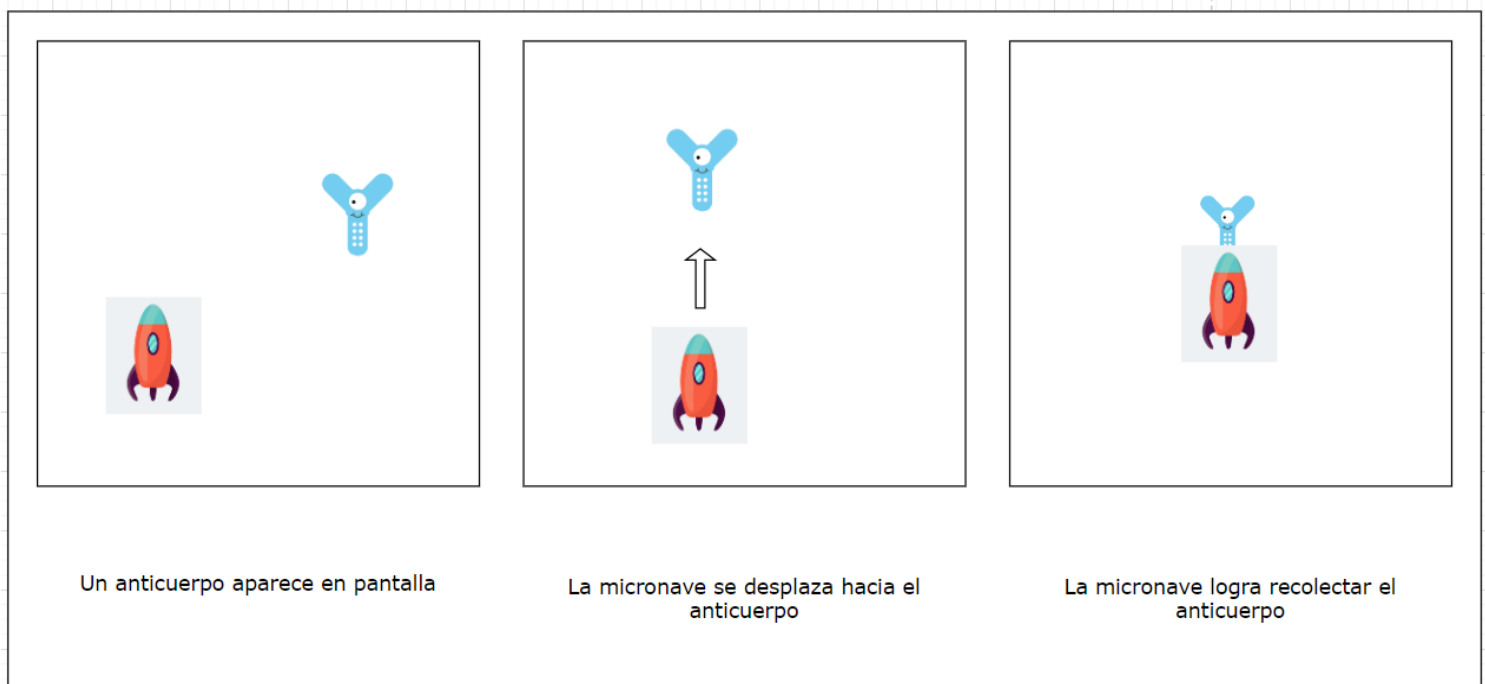 Un anticuerpo aparece en pantalla
La micronave se desplaza hacia el
anticuerpo
La micronave logra recolectar el
anticuerpo